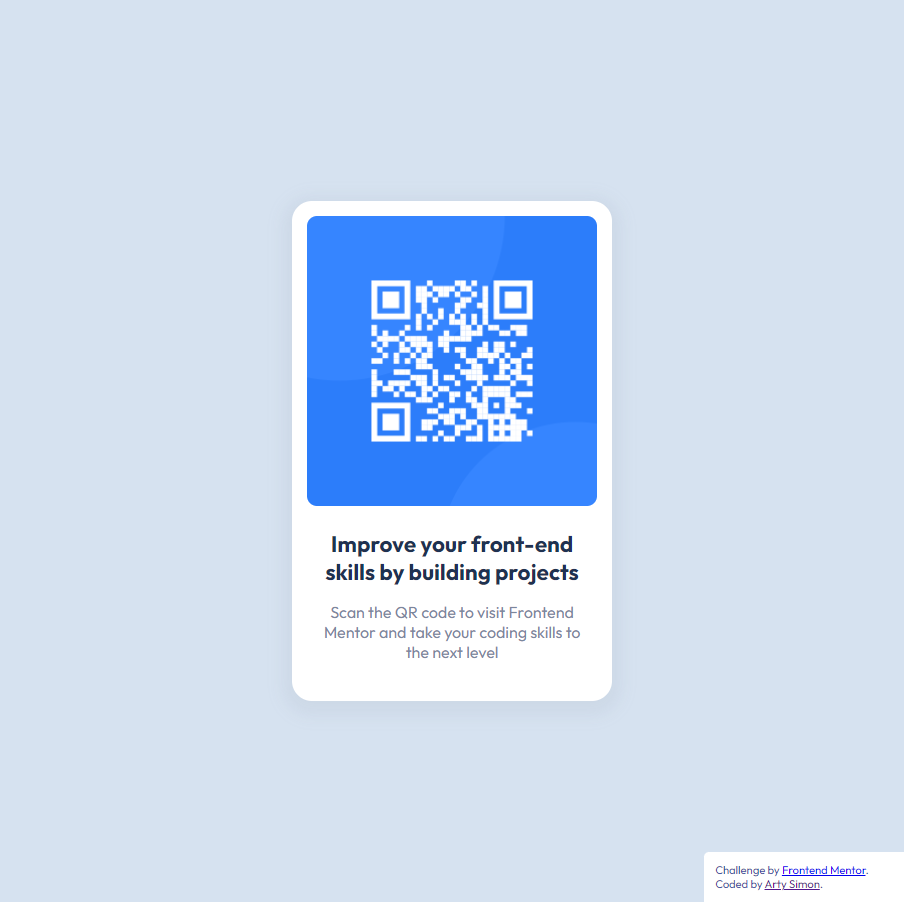 Improve your front-end
skills by building projects
Scan the QR code to visit Frontend
Mentor and take your coding skills to
the next level
Challenge by Frontend Mentor.
Coded by Arty Simon.